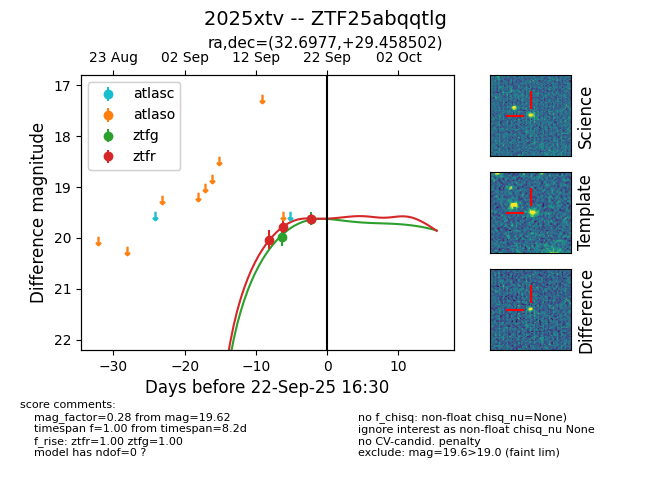 2025xtv -- ZTF25abqqtlg
ra,dec=(32.6977,+29.458502)
23 Aug 02 Sep 12 Sep 22 Sep 02 Oct
atlasc
atlaso
ztfg
ztfr
17
18
19
20
21
22
Difference magnitude
−30 −20 −10 0 10
Days before 22-Sep-25 16:30
Science
Template
Difference
score comments:
mag_factor=0.28 from mag=19.62
timespan f=1.00 from timespan=8.2d
f_rise: ztfr=1.00 ztfg=1.00
model has ndof=0 ?
no f_chisq: non-float chisq_nu=None)
ignore interest as non-float chisq_nu None
no CV-candid. penalty
exclude: mag=19.6>19.0 (faint lim)